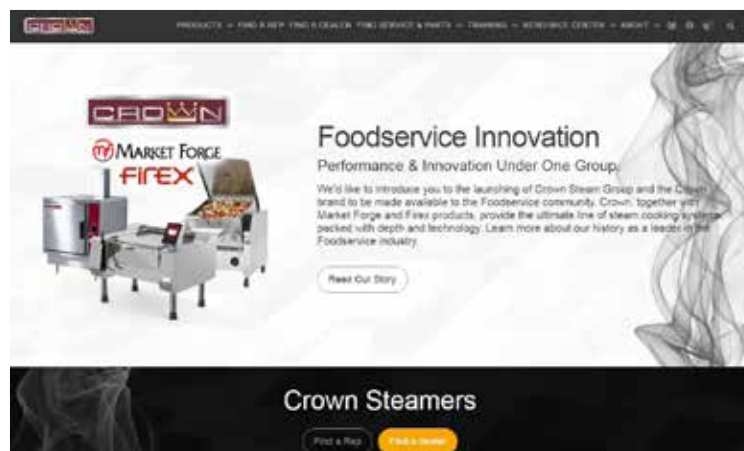 CROWN
PRODUCTS FIND A REP FIND A DEALER FIND SERVICE & PARTS TRAINING RESOURCE CENTER ABOUT
CROWN
MARKET FORGE
FIREX
Foodservice Innovation
Performance & Innovation Under One Group.
We'd like to introduce you to the launching of Crown Steam Group and the Crown
brand to be made available to the Foodservice community. Crown, together with
Market Forge and Firex products, provide the ultimate line of steam cooking systems
packed with depth and technology. Learn more about our history as a leader in the
Foodservice industry.
Read Our Story
Crown Steamers
Find a Rep
Find a dealer